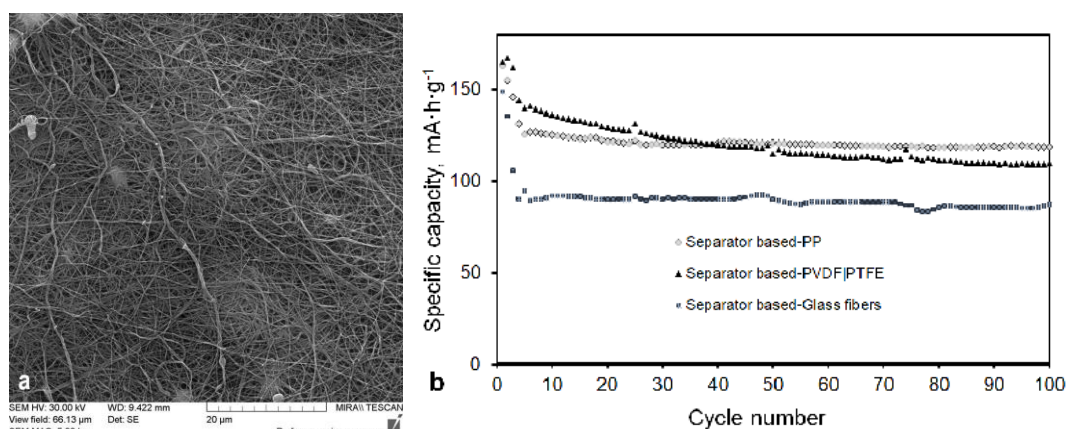 a
SEM HV: 30.00 kV WD: 9.422 mm MIRA\\ TESCAN
View field: 66.13 µm Det: SE 20 µm
b
Specific capacity, mA·h·g⁻¹
150
100
50
0
Separator based-PP
Separator based-PVDF|PTFE
Separator based-Glass fibers
0 10 20 30 40 50 60 70 80 90 100
Cycle number